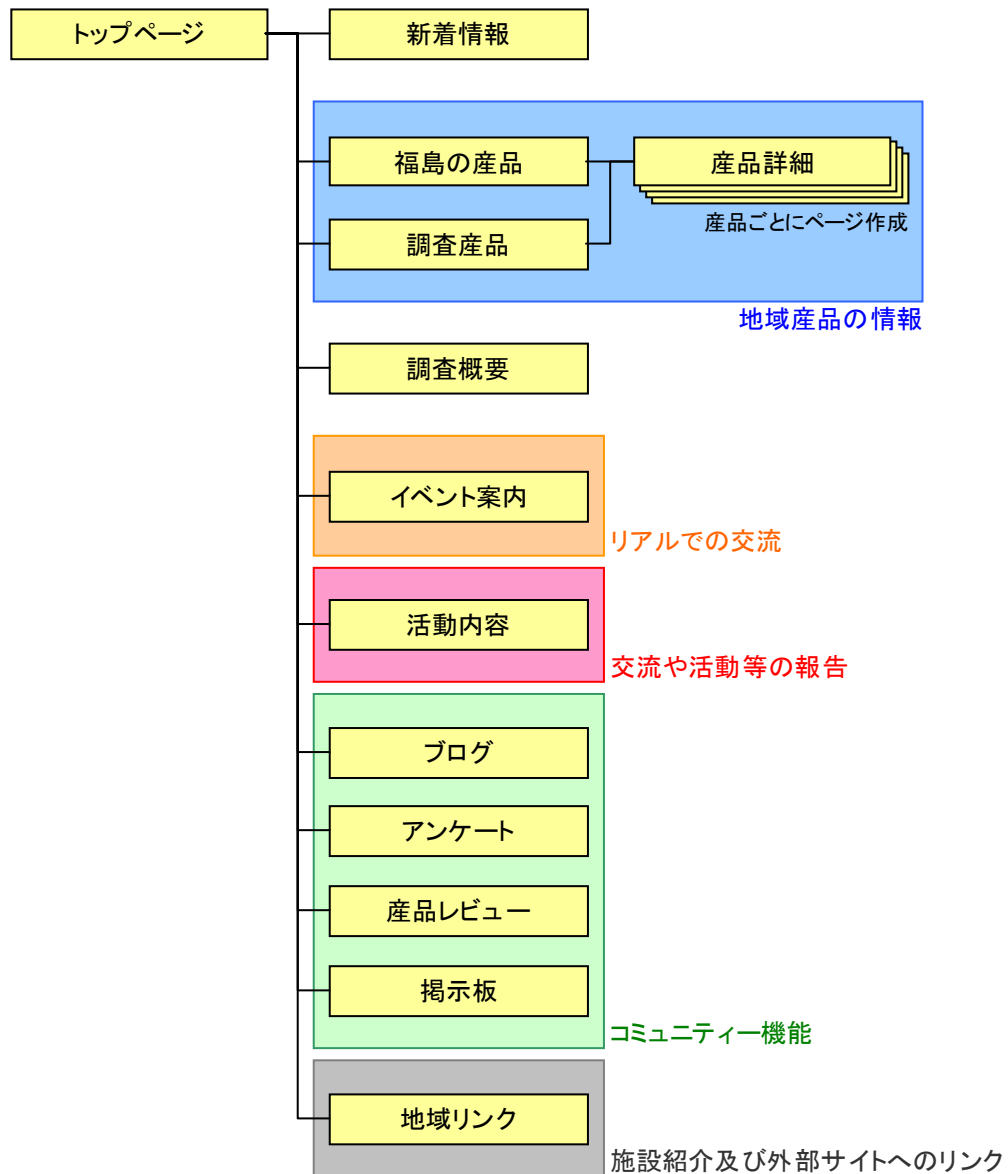 トップページ
新着情報
福島の産品
産品詳細
産品ごとにページ作成
調査産品
地域産品の情報
調査概要
イベント案内
リアルでの交流
活動内容
交流や活動等の報告
ブログ
アンケート
産品レビュー
掲示板
コミュニティー機能
地域リンク
施設紹介及び外部サイトへのリンク